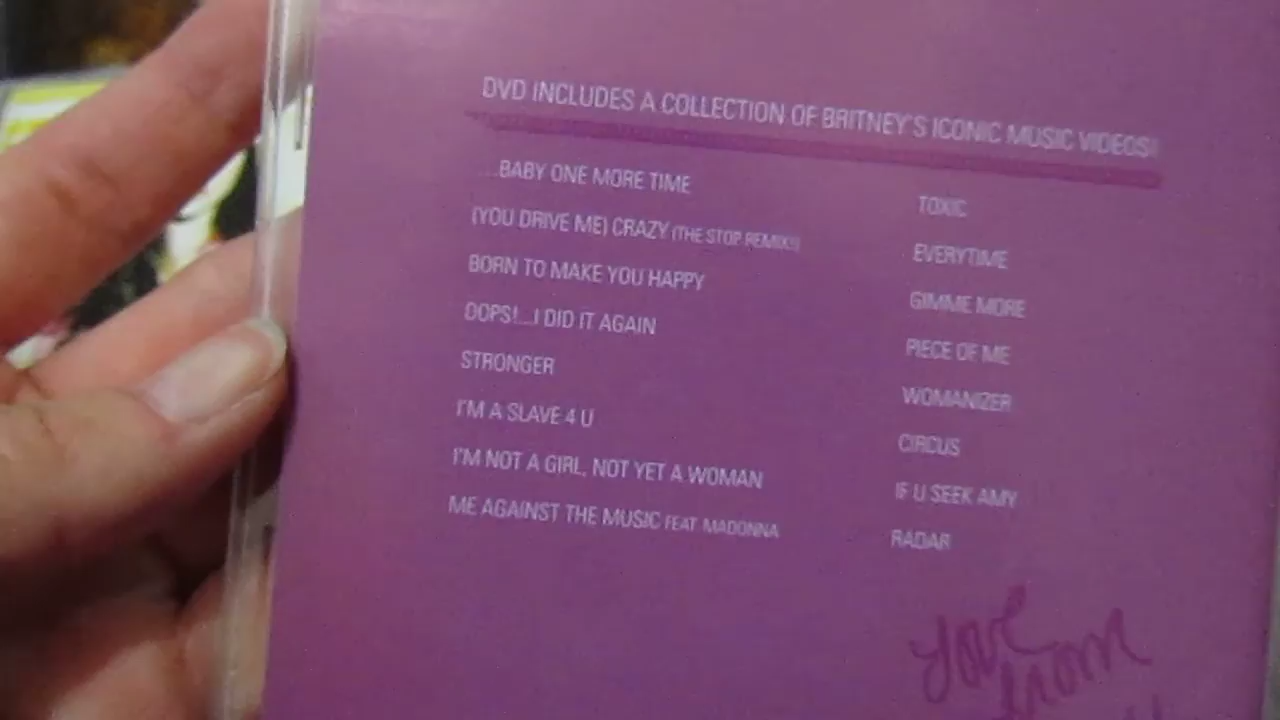 DVD INCLUDES A COLLECTION OF BRITNEY'S ICONIC MUSIC VIDEOS!
...BABY ONE MORE TIME
(YOU DRIVE ME) CRAZY (THE STOP REMIX!)
BORN TO MAKE YOU HAPPY
OOPS!...I DID IT AGAIN
STRONGER
I'M A SLAVE 4 U
I'M NOT A GIRL, NOT YET A WOMAN
ME AGAINST THE MUSIC FEAT. MADONNA
TOXIC
EVERYTIME
GIMME MORE
PIECE OF ME
WOMANIZER
CIRCUS
IF U SEEK AMY
RADAR
Love
from